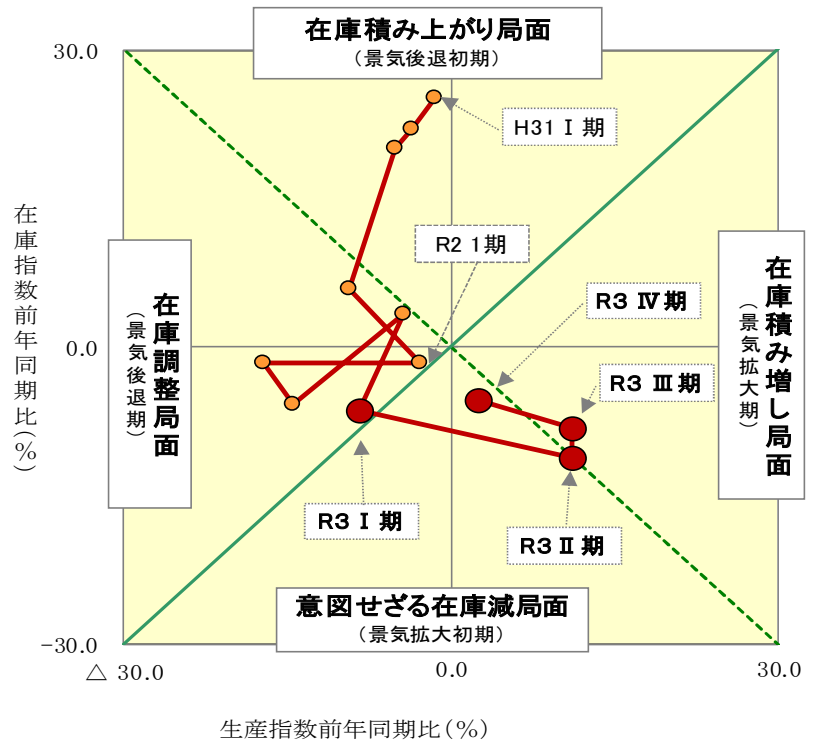 在庫積み上がり局面
（景気後退初期）
30.0
H31 Ⅰ 期
在庫指数前年同期比(%)
R2 1期
在庫調整局面
（景気後退期）
在庫積み増し局面
（景気拡大期）
R3 Ⅳ 期
0.0
R3 Ⅲ 期
R3 Ⅰ 期
R3 Ⅱ 期
意図せざる在庫減局面
（景気拡大初期）
−30.0
△ 30.0
0.0
30.0
生産指数前年同期比(%)